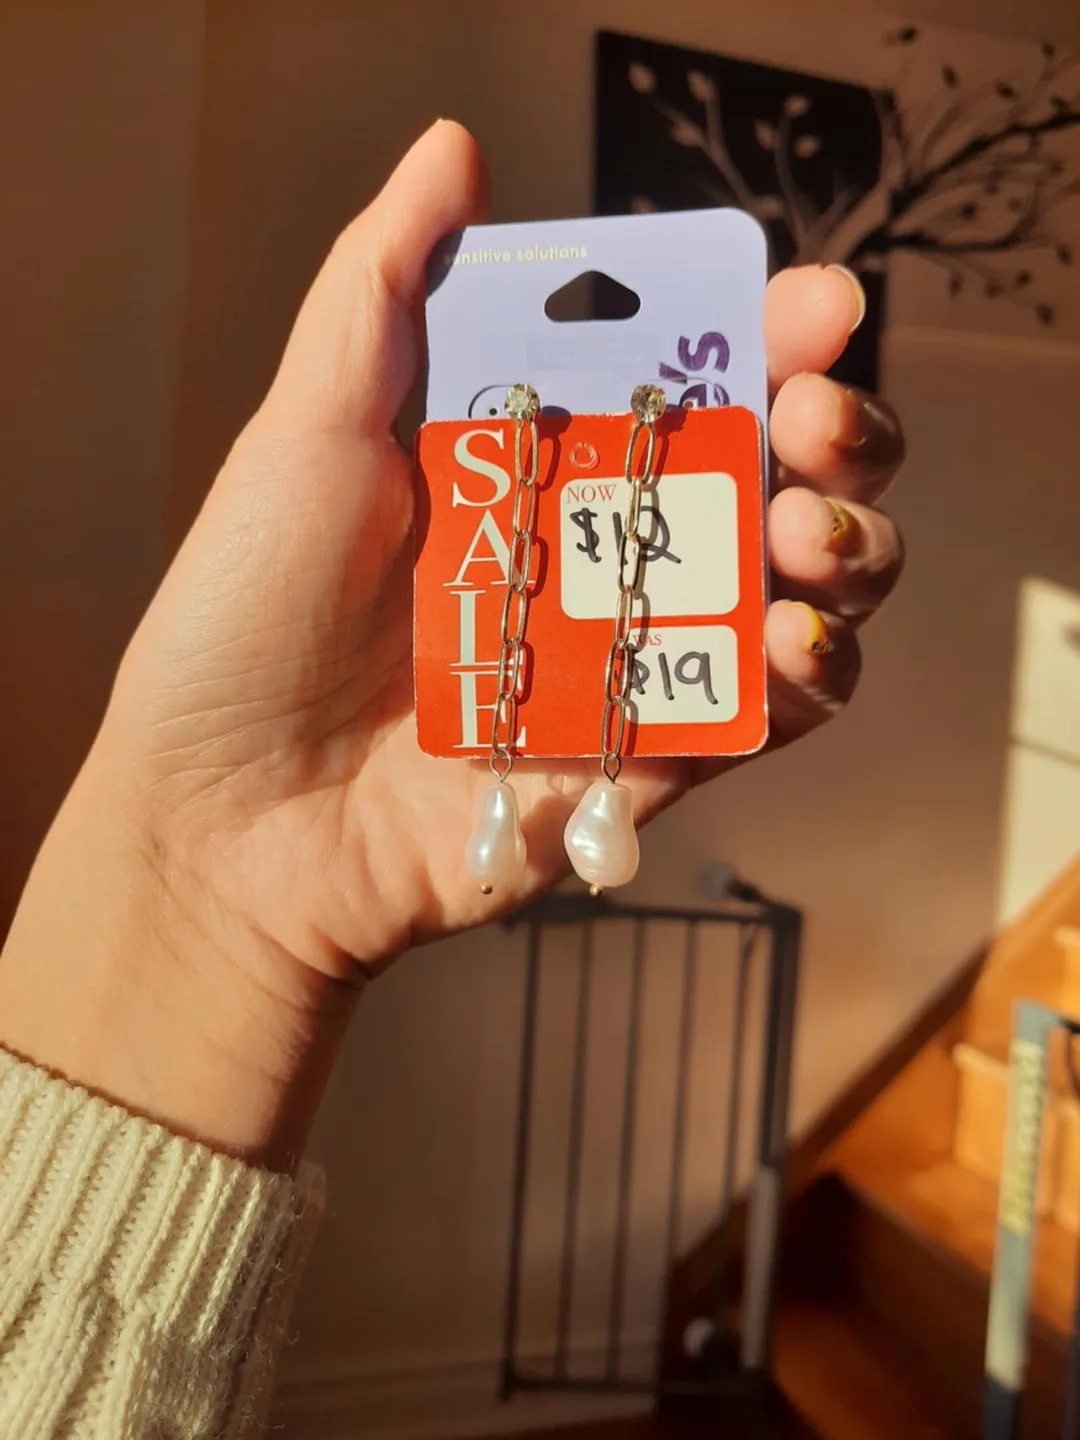 sensitive solutions
's
SALE
NOW
$12
WAS
$19